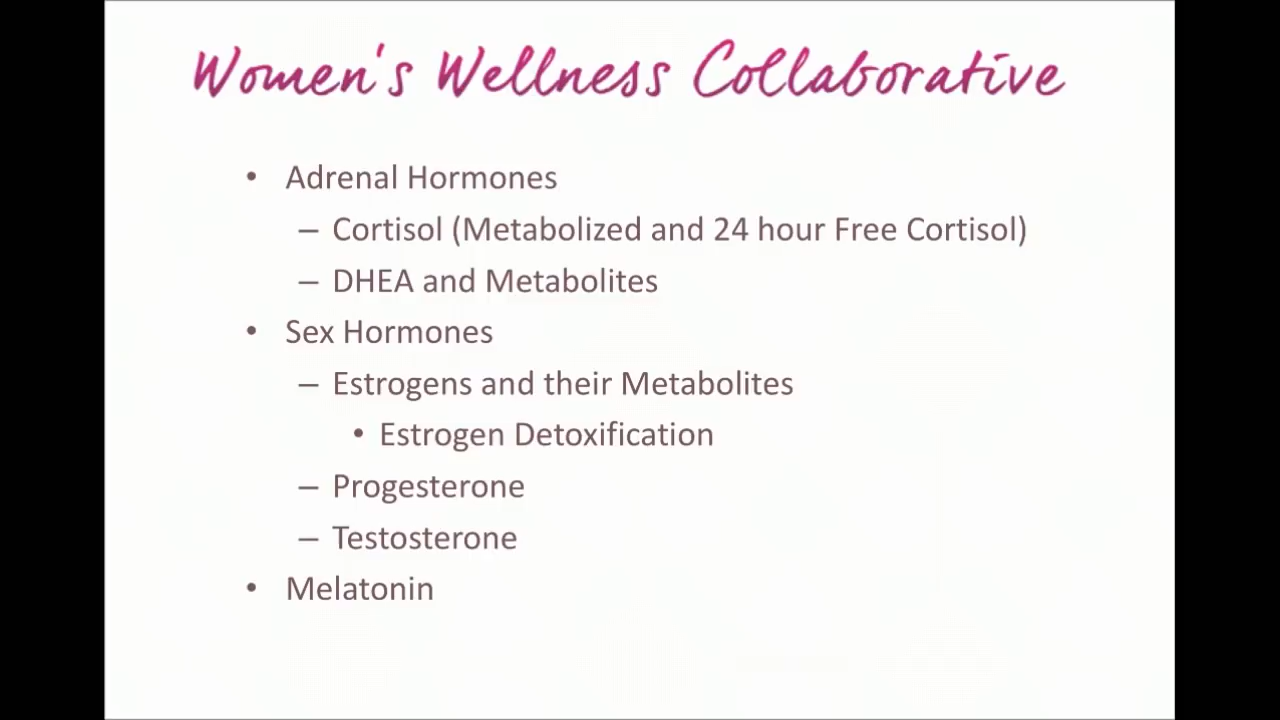 Women's Wellness Collaborative
• Adrenal Hormones
– Cortisol (Metabolized and 24 hour Free Cortisol)
– DHEA and Metabolites
• Sex Hormones
– Estrogens and their Metabolites
• Estrogen Detoxification
– Progesterone
– Testosterone
• Melatonin